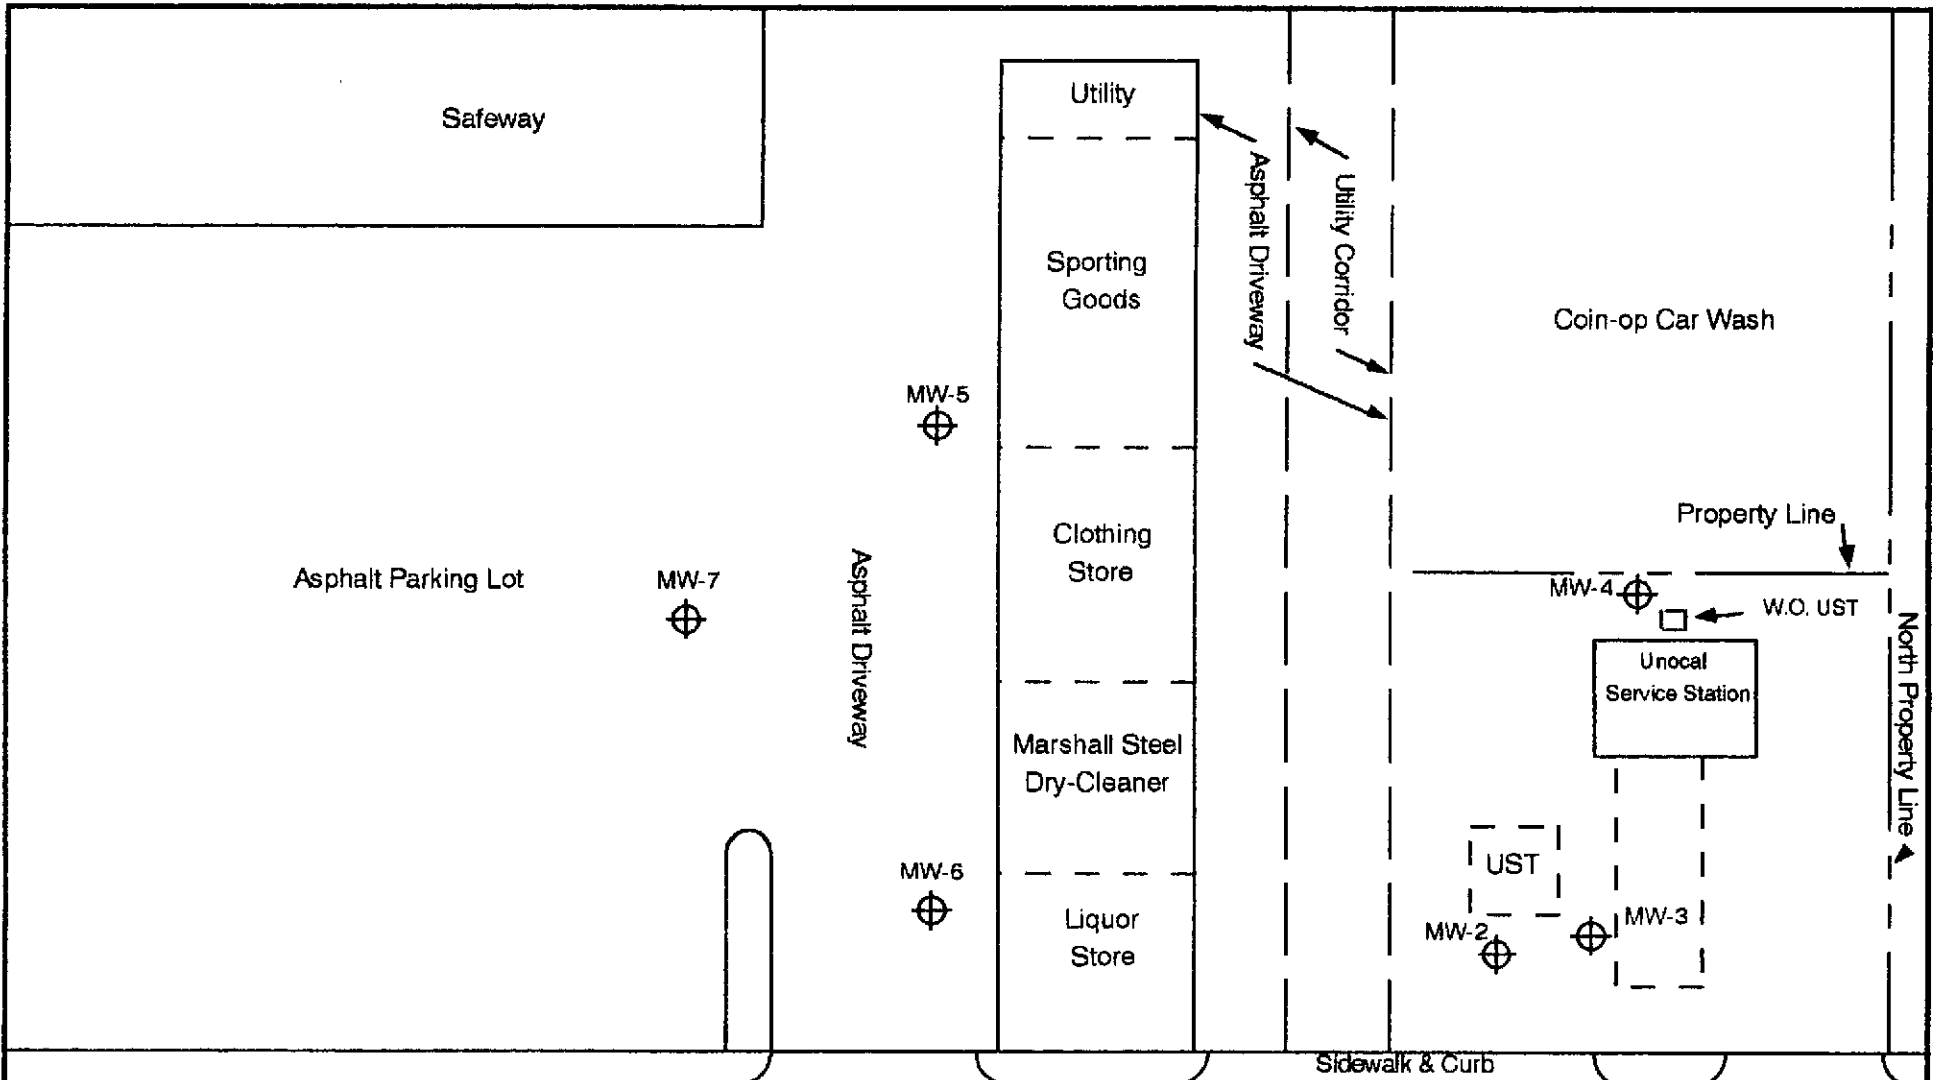 Safeway
Utility
Asphalt Driveway
Utility Corridor
Sporting
Goods
Coin-op Car Wash
MW-5
Property Line
Clothing
Store
Asphalt Parking Lot
MW-7
Asphalt Driveway
MW-4
W.O. UST
Unocal
Service Station
North Property Line
Marshall Steel
Dry-Cleaner
MW-6
UST
Liquor
Store
MW-2
MW-3
Sidewalk & Curb